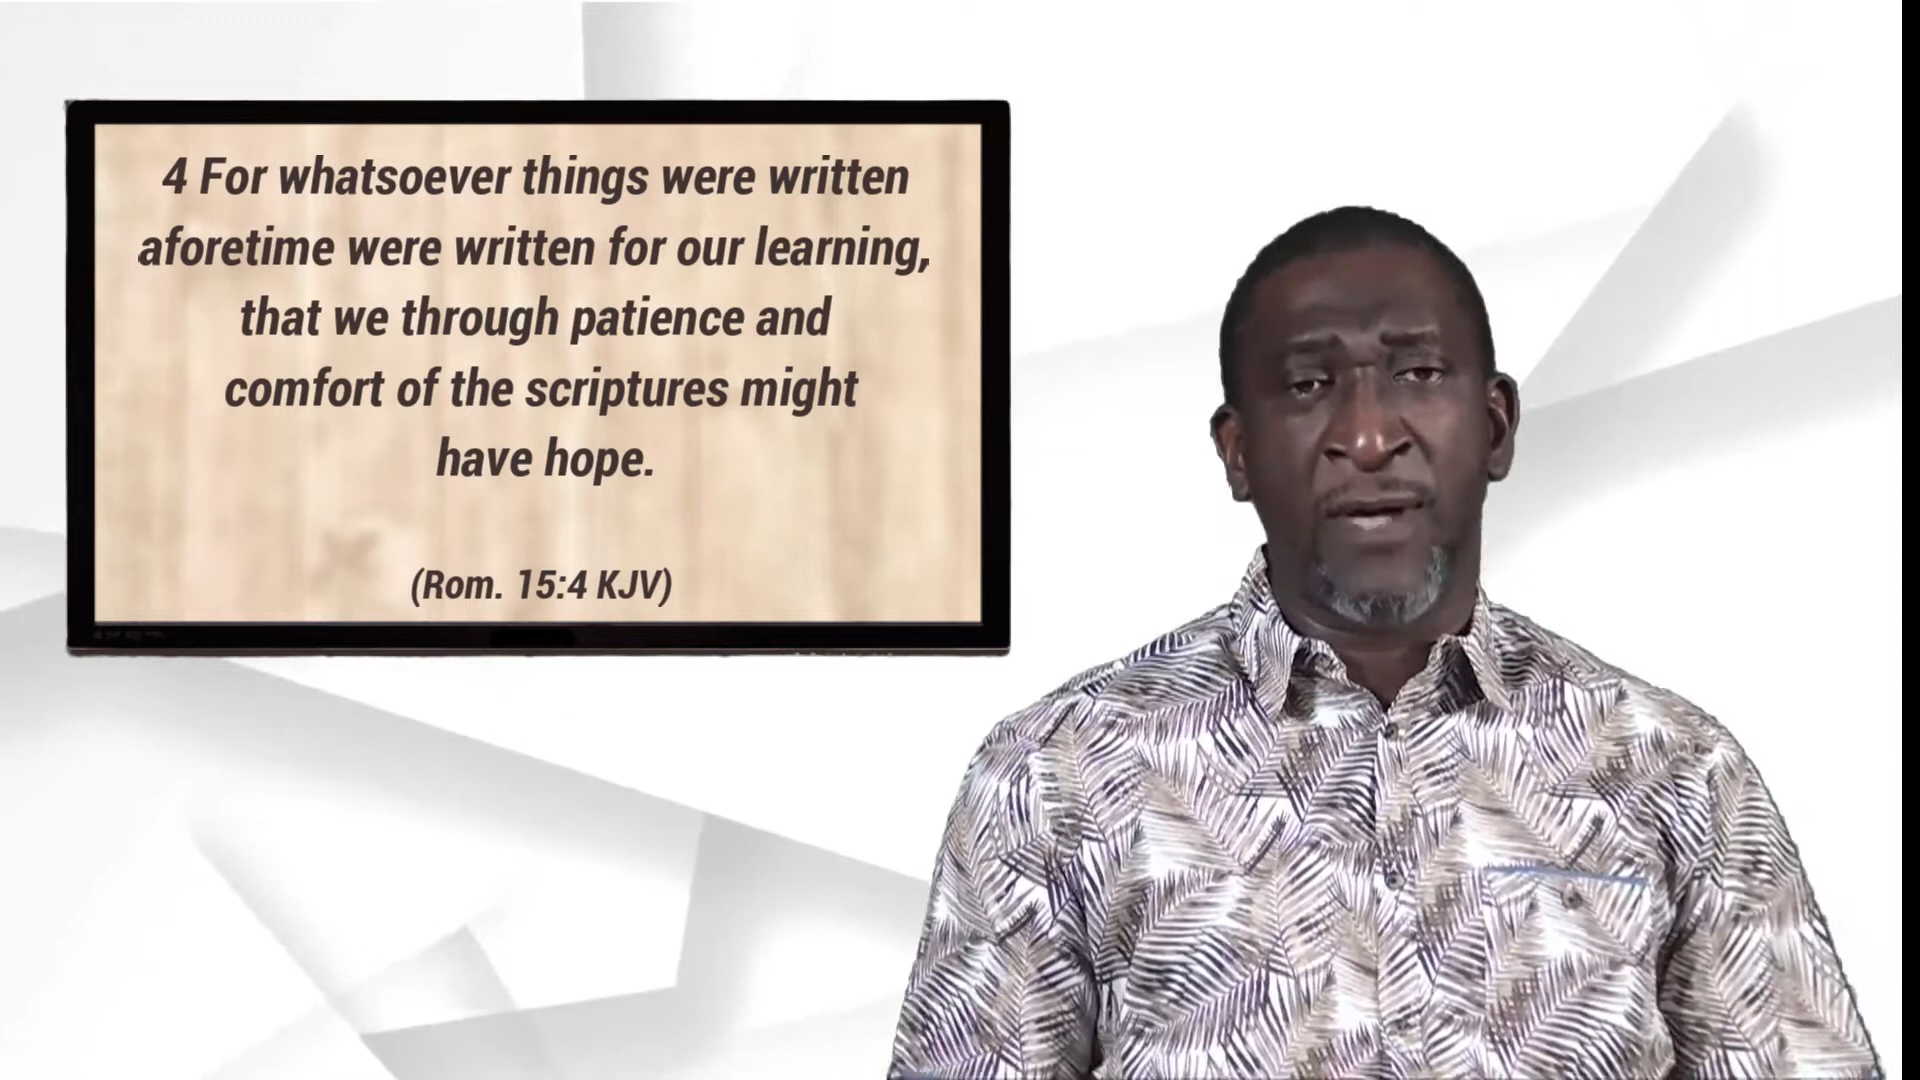 4 For whatsoever things were written
aforetime were written for our learning,
that we through patience and
comfort of the scriptures might
have hope.
(Rom. 15:4 KJV)